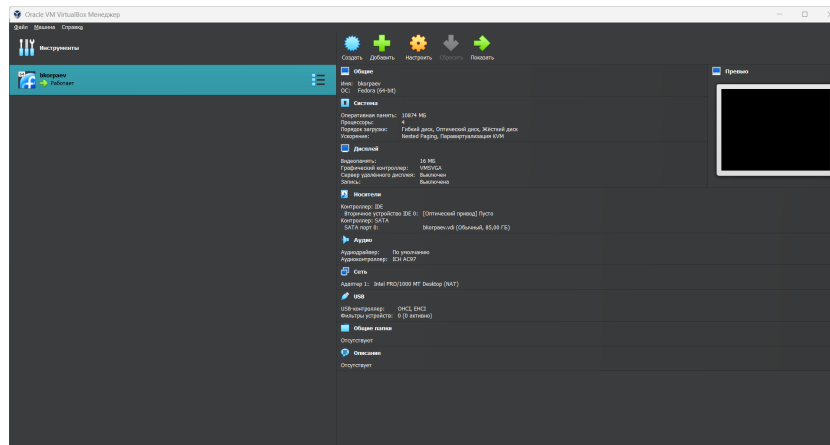 Oracle VM VirtualBox Менеджер
Файл Машина Справка
Инструменты
Создать Добавить Настроить Сбросить Показать
bkorpaev
Работает
Общие
Имя: bkorpaev
ОС: Fedora (64-bit)
Система
Оперативная память: 10874 МБ
Процессоры: 4
Порядок загрузки: Гибкий диск, Оптический диск, Жёсткий диск
Ускорение: Nested Paging, Паравиртуализация KVM
Дисплей
Видеопамять: 16 МБ
Графический контроллер: VMSVGA
Сервер удалённого дисплея: Выключен
Запись: Выключена
Носители
Контроллер: IDE
Вторичное устройство IDE 0: [Оптический привод] Пусто
Контроллер: SATA
SATA порт 0: bkorpaev.vdi (Обычный, 85,00 ГБ)
Аудио
Аудиодрайвер: По умолчанию
Аудиоконтроллер: ICH AC97
Сеть
Адаптер 1: Intel PRO/1000 MT Desktop (NAT)
USB
USB-контроллер: OHCI, EHCI
Фильтры устройств: 0 (0 активно)
Общие папки
Отсутствуют
Описание
Отсутствует
Превью